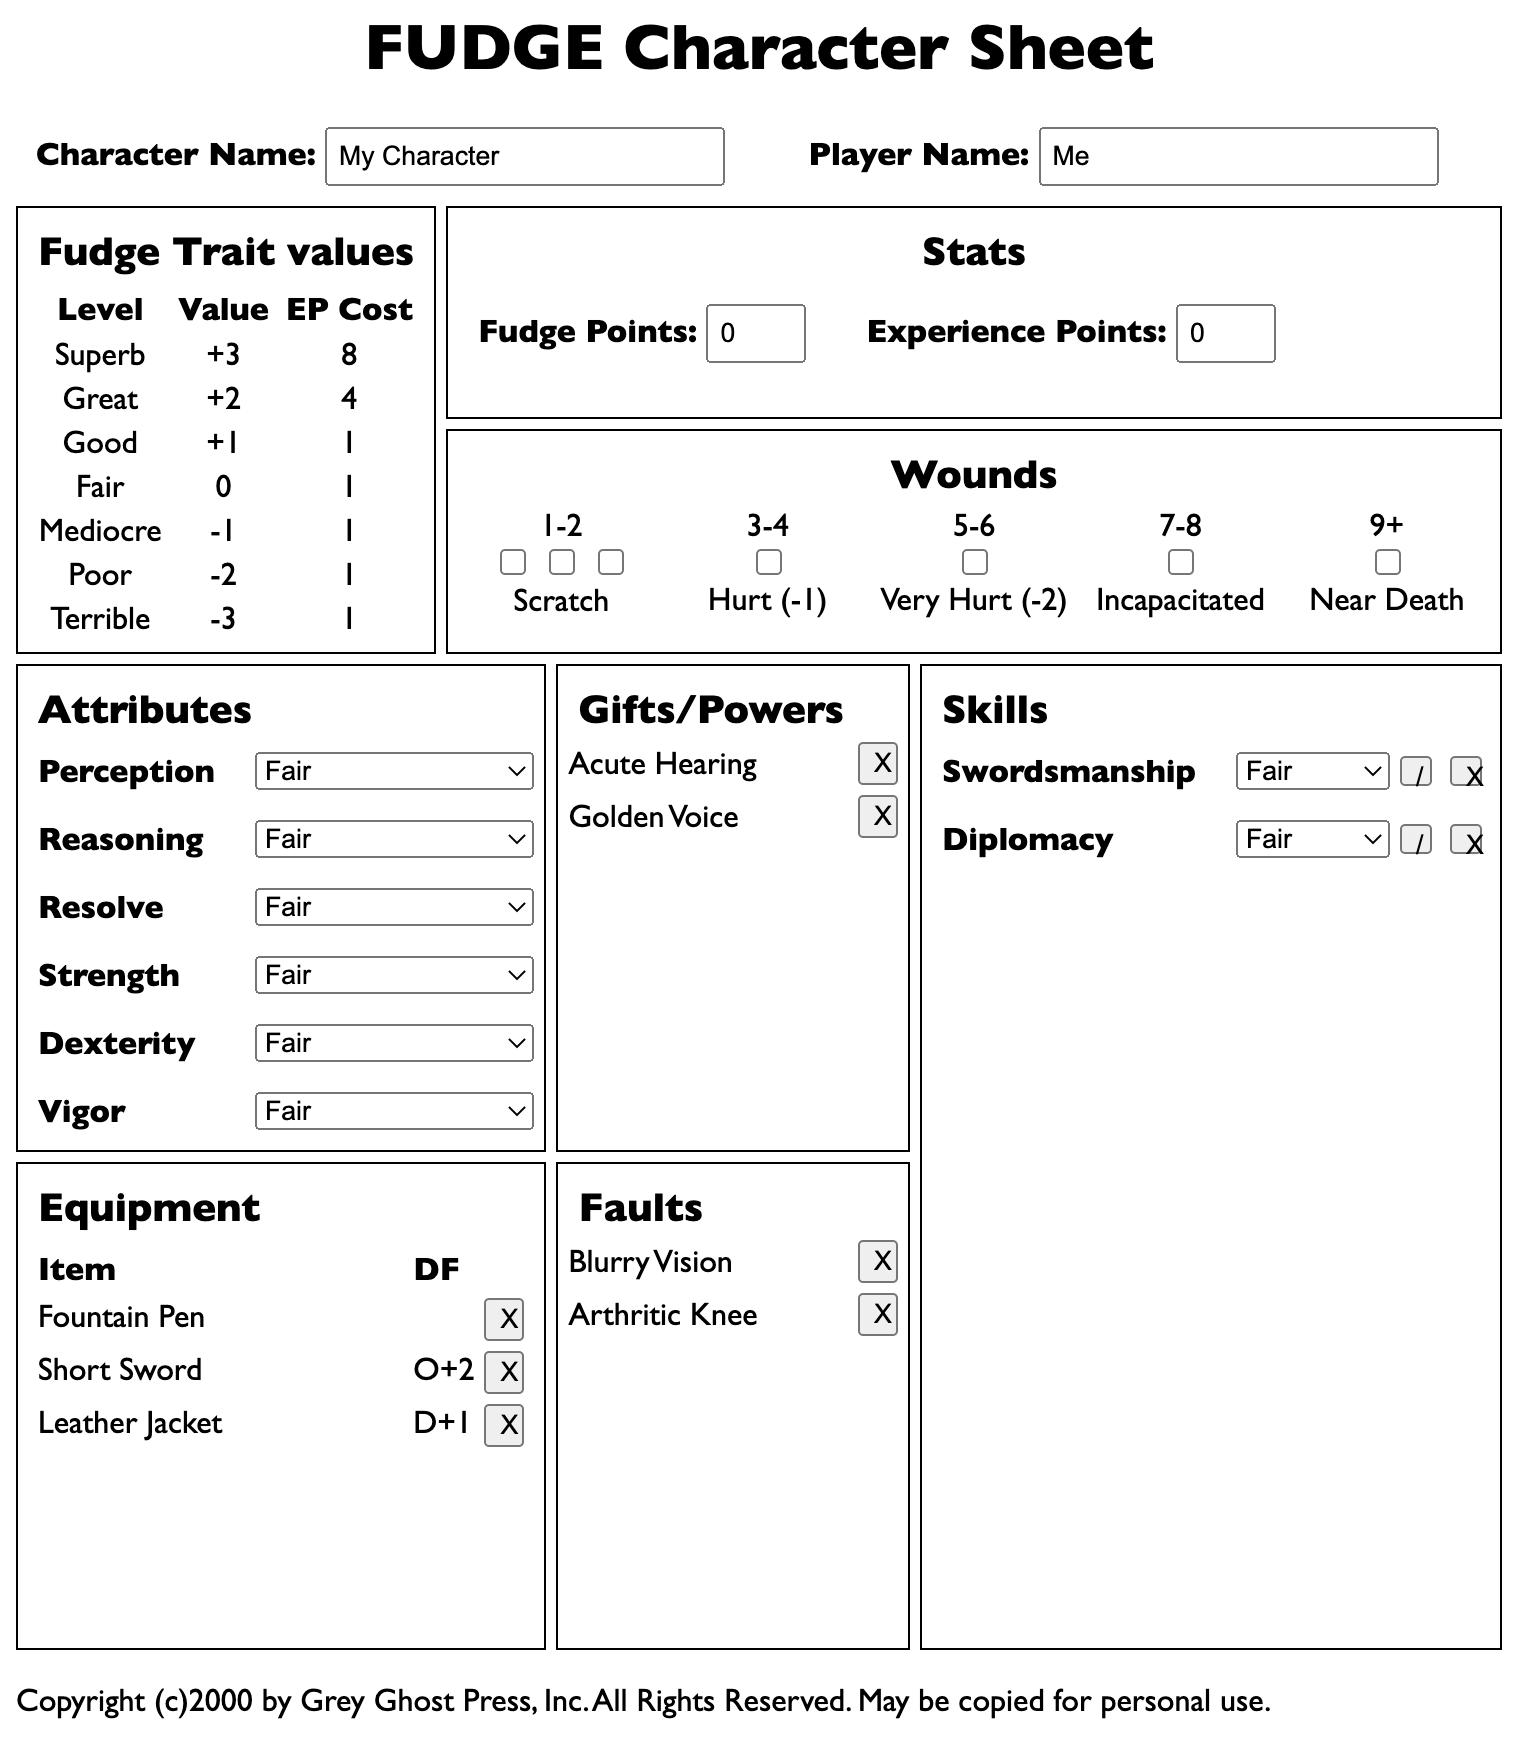 FUDGE Character Sheet
Character Name: My Character Player Name: Me
Fudge Trait values
Level Value EP Cost
Superb +3 8
Great +2 4
Good +1 1
Fair 0 1
Mediocre -1 1
Poor -2 1
Terrible -3 1
Stats
Fudge Points: 0 Experience Points: 0
Wounds
1-2 3-4 5-6 7-8 9+
Scratch Hurt (-1) Very Hurt (-2) Incapacitated Near Death
Attributes
Perception Fair
Reasoning Fair
Resolve Fair
Strength Fair
Dexterity Fair
Vigor Fair
Gifts/Powers
Acute Hearing X
Golden Voice X
Skills
Swordsmanship Fair / X
Diplomacy Fair / X
Equipment
Item DF
Fountain Pen X
Short Sword O+2 X
Leather Jacket D+1 X
Faults
Blurry Vision X
Arthritic Knee X
Copyright (c)2000 by Grey Ghost Press, Inc. All Rights Reserved. May be copied for personal use.